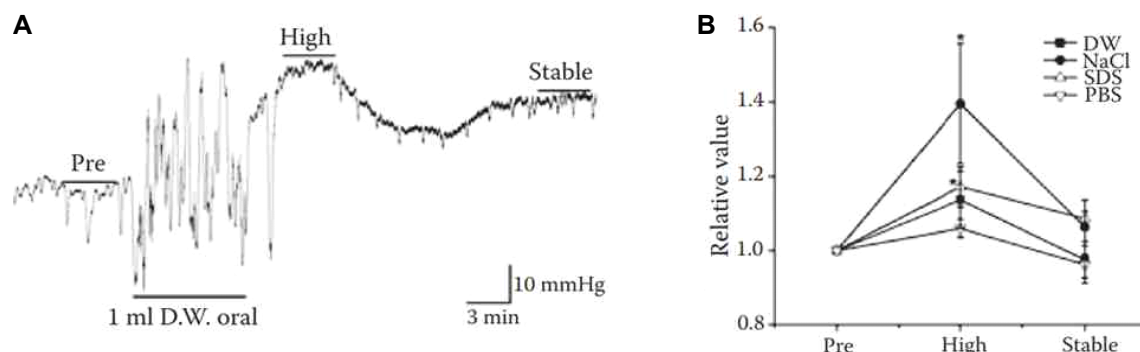 A
High
Stable
Pre
10 mmHg
3 min
1 ml D.W. oral
B
1.6
1.4
1.2
1.0
0.8
Relative value
DW
NaCl
SDS
PBS
*
*
Pre
High
Stable